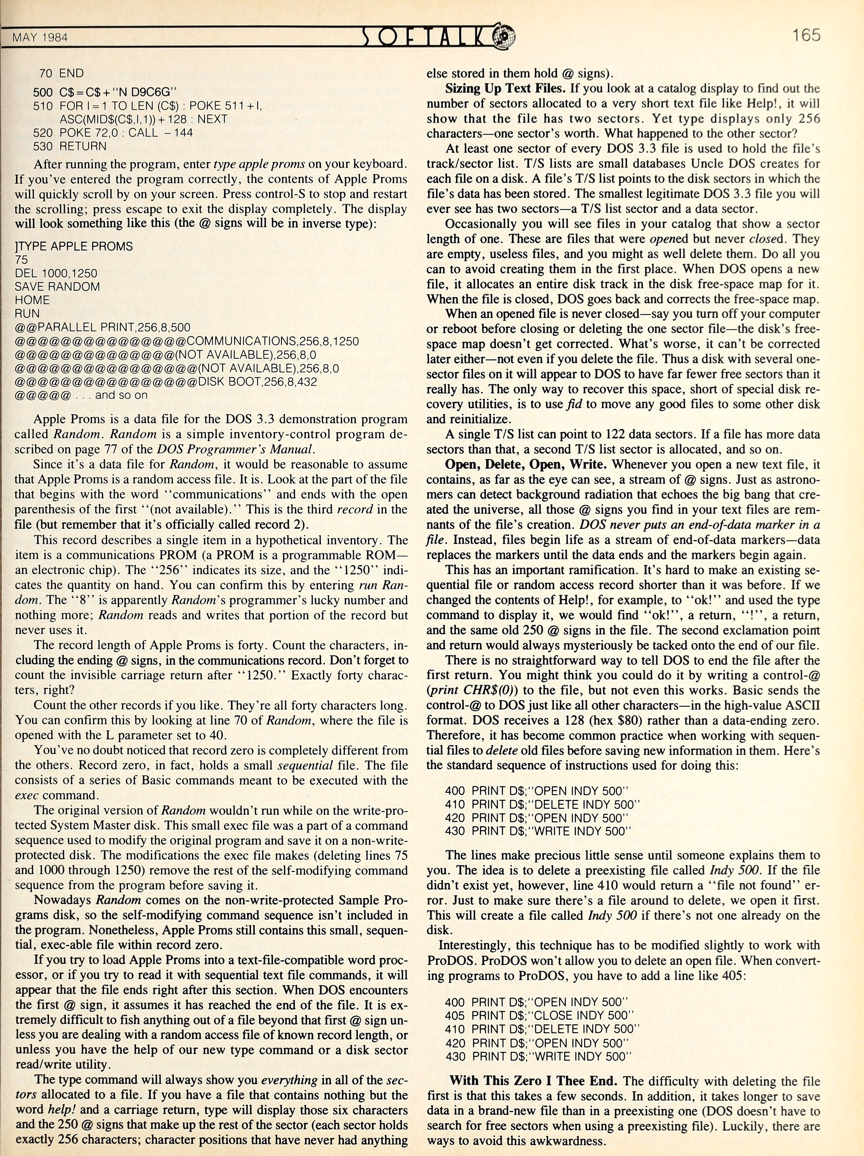 MAY 1984
SOFTALK
165
70 END
500 C$=C$+"N D9C6G"
510 FOR I=1 TO LEN (C$) : POKE 511+I,
ASC(MID$(C$,I,1))+128 : NEXT
520 POKE 72,0 : CALL −144
530 RETURN
After running the program, enter type apple proms on your keyboard.
If you've entered the program correctly, the contents of Apple Proms
will quickly scroll by on your screen. Press control-S to stop and restart
the scrolling; press escape to exit the display completely. The display
will look something like this (the @ signs will be in inverse type):
]TYPE APPLE PROMS
75
DEL 1000,1250
SAVE RANDOM
HOME
RUN
@@PARALLEL PRINT,256,8,500
@@@@@@@@@@@@@@@COMMUNICATIONS,256,8,1250
@@@@@@@@@@@@@@(NOT AVAILABLE),256,8,0
@@@@@@@@@@@@@@@@(NOT AVAILABLE),256,8,0
@@@@@@@@@@@@@@@@DISK BOOT,256,8,432
@@@@@ . . . and so on
Apple Proms is a data file for the DOS 3.3 demonstration program
called Random. Random is a simple inventory-control program de-
scribed on page 77 of the DOS Programmer's Manual.
Since it's a data file for Random, it would be reasonable to assume
that Apple Proms is a random access file. It is. Look at the part of the file
that begins with the word "communications" and ends with the open
parenthesis of the first "(not available)." This is the third record in the
file (but remember that it's officially called record 2).
This record describes a single item in a hypothetical inventory. The
item is a communications PROM (a PROM is a programmable ROM—
an electronic chip). The "256" indicates its size, and the "1250" indi-
cates the quantity on hand. You can confirm this by entering run Ran-
dom. The "8" is apparently Random's programmer's lucky number and
nothing more; Random reads and writes that portion of the record but
never uses it.
The record length of Apple Proms is forty. Count the characters, in-
cluding the ending @ signs, in the communications record. Don't forget to
count the invisible carriage return after "1250." Exactly forty charac-
ters, right?
Count the other records if you like. They're all forty characters long.
You can confirm this by looking at line 70 of Random, where the file is
opened with the L parameter set to 40.
You've no doubt noticed that record zero is completely different from
the others. Record zero, in fact, holds a small sequential file. The file
consists of a series of Basic commands meant to be executed with the
exec command.
The original version of Random wouldn't run while on the write-pro-
tected System Master disk. This small exec file was a part of a command
sequence used to modify the original program and save it on a non-write-
protected disk. The modifications the exec file makes (deleting lines 75
and 1000 through 1250) remove the rest of the self-modifying command
sequence from the program before saving it.
Nowadays Random comes on the non-write-protected Sample Pro-
grams disk, so the self-modifying command sequence isn't included in
the program. Nonetheless, Apple Proms still contains this small, sequen-
tial, exec-able file within record zero.
If you try to load Apple Proms into a text-file-compatible word proc-
essor, or if you try to read it with sequential text file commands, it will
appear that the file ends right after this section. When DOS encounters
the first @ sign, it assumes it has reached the end of the file. It is ex-
tremely difficult to fish anything out of a file beyond that first @ sign un-
less you are dealing with a random access file of known record length, or
unless you have the help of our new type command or a disk sector
read/write utility.
The type command will always show you everything in all of the sec-
tors allocated to a file. If you have a file that contains nothing but the
word help! and a carriage return, type will display those six characters
and the 250 @ signs that make up the rest of the sector (each sector holds
exactly 256 characters; character positions that have never had anything
else stored in them hold @ signs).
Sizing Up Text Files. If you look at a catalog display to find out the
number of sectors allocated to a very short text file like Help!, it will
show that the file has two sectors. Yet type displays only 256
characters—one sector's worth. What happened to the other sector?
At least one sector of every DOS 3.3 file is used to hold the file's
track/sector list. T/S lists are small databases Uncle DOS creates for
each file on a disk. A file's T/S list points to the disk sectors in which the
file's data has been stored. The smallest legitimate DOS 3.3 file you will
ever see has two sectors—a T/S list sector and a data sector.
Occasionally you will see files in your catalog that show a sector
length of one. These are files that were opened but never closed. They
are empty, useless files, and you might as well delete them. Do all you
can to avoid creating them in the first place. When DOS opens a new
file, it allocates an entire disk track in the disk free-space map for it.
When the file is closed, DOS goes back and corrects the free-space map.
When an opened file is never closed—say you turn off your computer
or reboot before closing or deleting the one sector file—the disk's free-
space map doesn't get corrected. What's worse, it can't be corrected
later either—not even if you delete the file. Thus a disk with several one-
sector files on it will appear to DOS to have far fewer free sectors than it
really has. The only way to recover this space, short of special disk re-
covery utilities, is to use fid to move any good files to some other disk
and reinitialize.
A single T/S list can point to 122 data sectors. If a file has more data
sectors than that, a second T/S list sector is allocated, and so on.
Open, Delete, Open, Write. Whenever you open a new text file, it
contains, as far as the eye can see, a stream of @ signs. Just as astrono-
mers can detect background radiation that echoes the big bang that cre-
ated the universe, all those @ signs you find in your text files are rem-
nants of the file's creation. DOS never puts an end-of-data marker in a
file. Instead, files begin life as a stream of end-of-data markers—data
replaces the markers until the data ends and the markers begin again.
This has an important ramification. It's hard to make an existing se-
quential file or random access record shorter than it was before. If we
changed the contents of Help!, for example, to "ok!" and used the type
command to display it, we would find "ok!", a return, "!", a return,
and the same old 250 @ signs in the file. The second exclamation point
and return would always mysteriously be tacked onto the end of our file.
There is no straightforward way to tell DOS to end the file after the
first return. You might think you could do it by writing a control-@
(print CHR$(0)) to the file, but not even this works. Basic sends the
control-@ to DOS just like all other characters—in the high-value ASCII
format. DOS receives a 128 (hex $80) rather than a data-ending zero.
Therefore, it has become common practice when working with sequen-
tial files to delete old files before saving new information in them. Here's
the standard sequence of instructions used for doing this:
400 PRINT D$;"OPEN INDY 500"
410 PRINT D$;"DELETE INDY 500"
420 PRINT D$;"OPEN INDY 500"
430 PRINT D$;"WRITE INDY 500"
The lines make precious little sense until someone explains them to
you. The idea is to delete a preexisting file called Indy 500. If the file
didn't exist yet, however, line 410 would return a "file not found" er-
ror. Just to make sure there's a file around to delete, we open it first.
This will create a file called Indy 500 if there's not one already on the
disk.
Interestingly, this technique has to be modified slightly to work with
ProDOS. ProDOS won't allow you to delete an open file. When convert-
ing programs to ProDOS, you have to add a line like 405:
400 PRINT D$;"OPEN INDY 500"
405 PRINT D$;"CLOSE INDY 500"
410 PRINT D$;"DELETE INDY 500"
420 PRINT D$;"OPEN INDY 500"
430 PRINT D$;"WRITE INDY 500"
With This Zero I Thee End. The difficulty with deleting the file
first is that this takes a few seconds. In addition, it takes longer to save
data in a brand-new file than in a preexisting one (DOS doesn't have to
search for free sectors when using a preexisting file). Luckily, there are
ways to avoid this awkwardness.